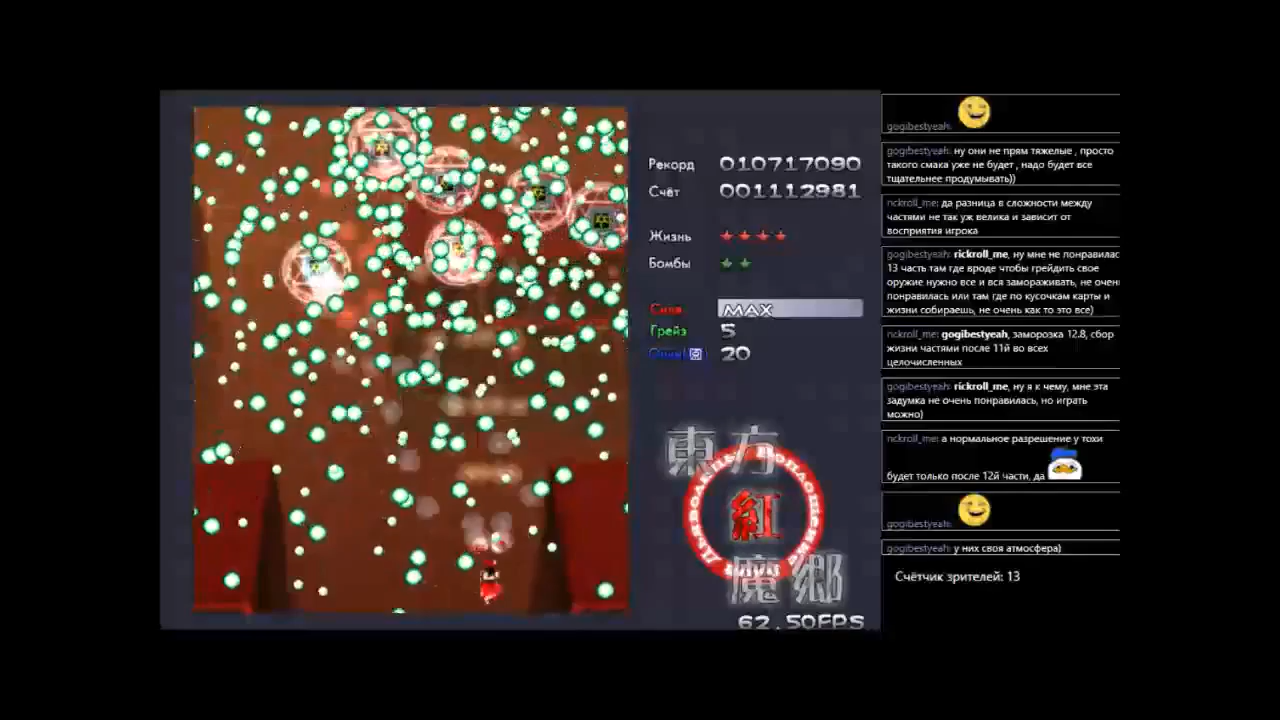 Рекорд 010717090
Счёт 001112981
Жизнь
Бомбы
Сила MAX
Грейз 5
20
東方
紅
魔郷
62.50FPS
gogibestyeah:
gogibestyeah: ну они не прям тяжелые , просто
такого смака уже не будет , надо будет все
тщательнее продумывать))
rickroll_me: да разница в сложности между
частями не так уж велика и зависит от
восприятия игрока
gogibestyeah: rickroll_me, ну мне не понравилас
13 часть там где вроде чтобы грейдить свое
оружие нужно все и вся замораживать, не очен
понравилась или там где по кусочкам карты и
жизни собираешь, не очень как то это все)
rickroll_me: gogibestyeah, заморозка 12.8, сбор
жизни частями после 11й во всех
целочисленных
gogibestyeah: rickroll_me, ну я к чему, мне эта
задумка не очень понравилась, но играть
можно)
rickroll_me: а нормальное разрешение у тохи
будет только после 12й части, да
gogibestyeah:
gogibestyeah: у них своя атмосфера)
Счётчик зрителей: 13